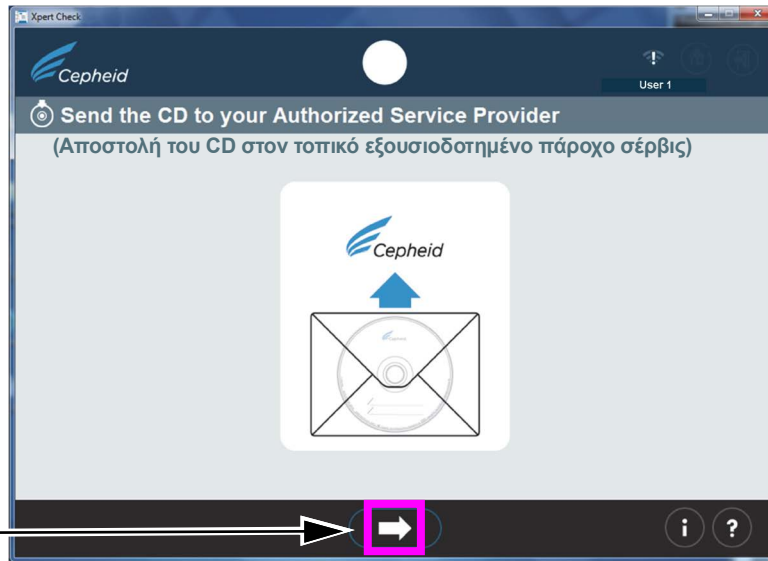 Xpert Check
Cepheid
User 1
Send the CD to your Authorized Service Provider
(Αποστολή του CD στον τοπικό εξουσιοδοτημένο πάροχο σέρβις)
Cepheid
Cepheid
i ?